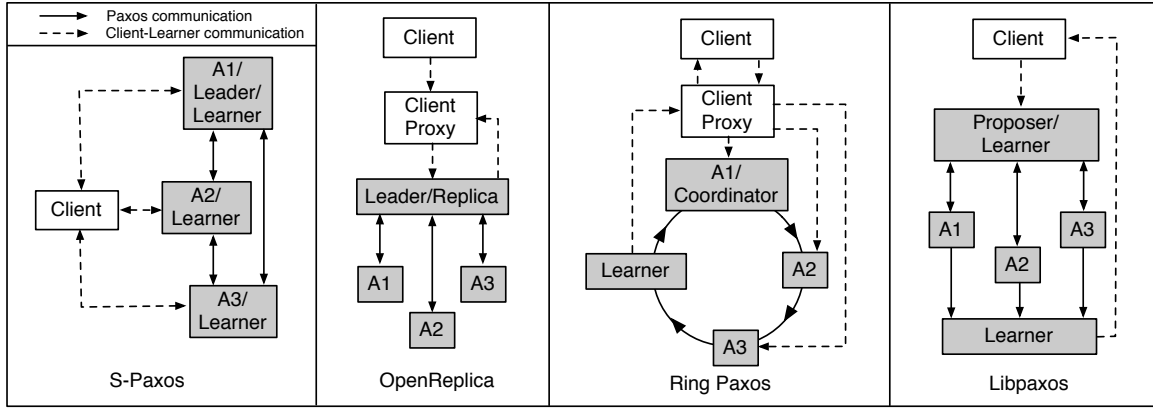 Paxos communication
Client-Learner communication
A1/
Leader/
Learner
Client
A2/
Learner
A3/
Learner
S-Paxos
Client
Client
Proxy
Leader/Replica
A1
A3
A2
OpenReplica
Client
Client
Proxy
A1/
Coordinator
Learner
A2
A3
Ring Paxos
Client
Proposer/
Learner
A1
A3
A2
Learner
Libpaxos